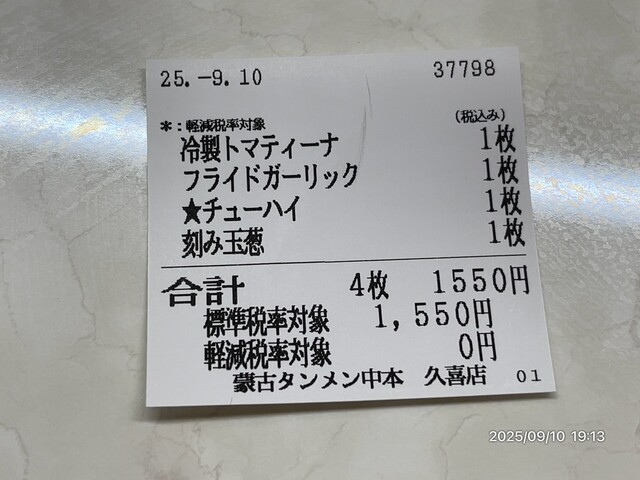 25.-9.10 37798
*:軽減税率対象 (税込み)
冷製トマティーナ 1枚
フライドガーリック 1枚
★チューハイ 1枚
刻み玉葱 1枚
合計 4枚 1550円
標準税率対象 1,550円
軽減税率対象 0円
蒙古タンメン中本 久喜店 01
2025/09/10 19:13